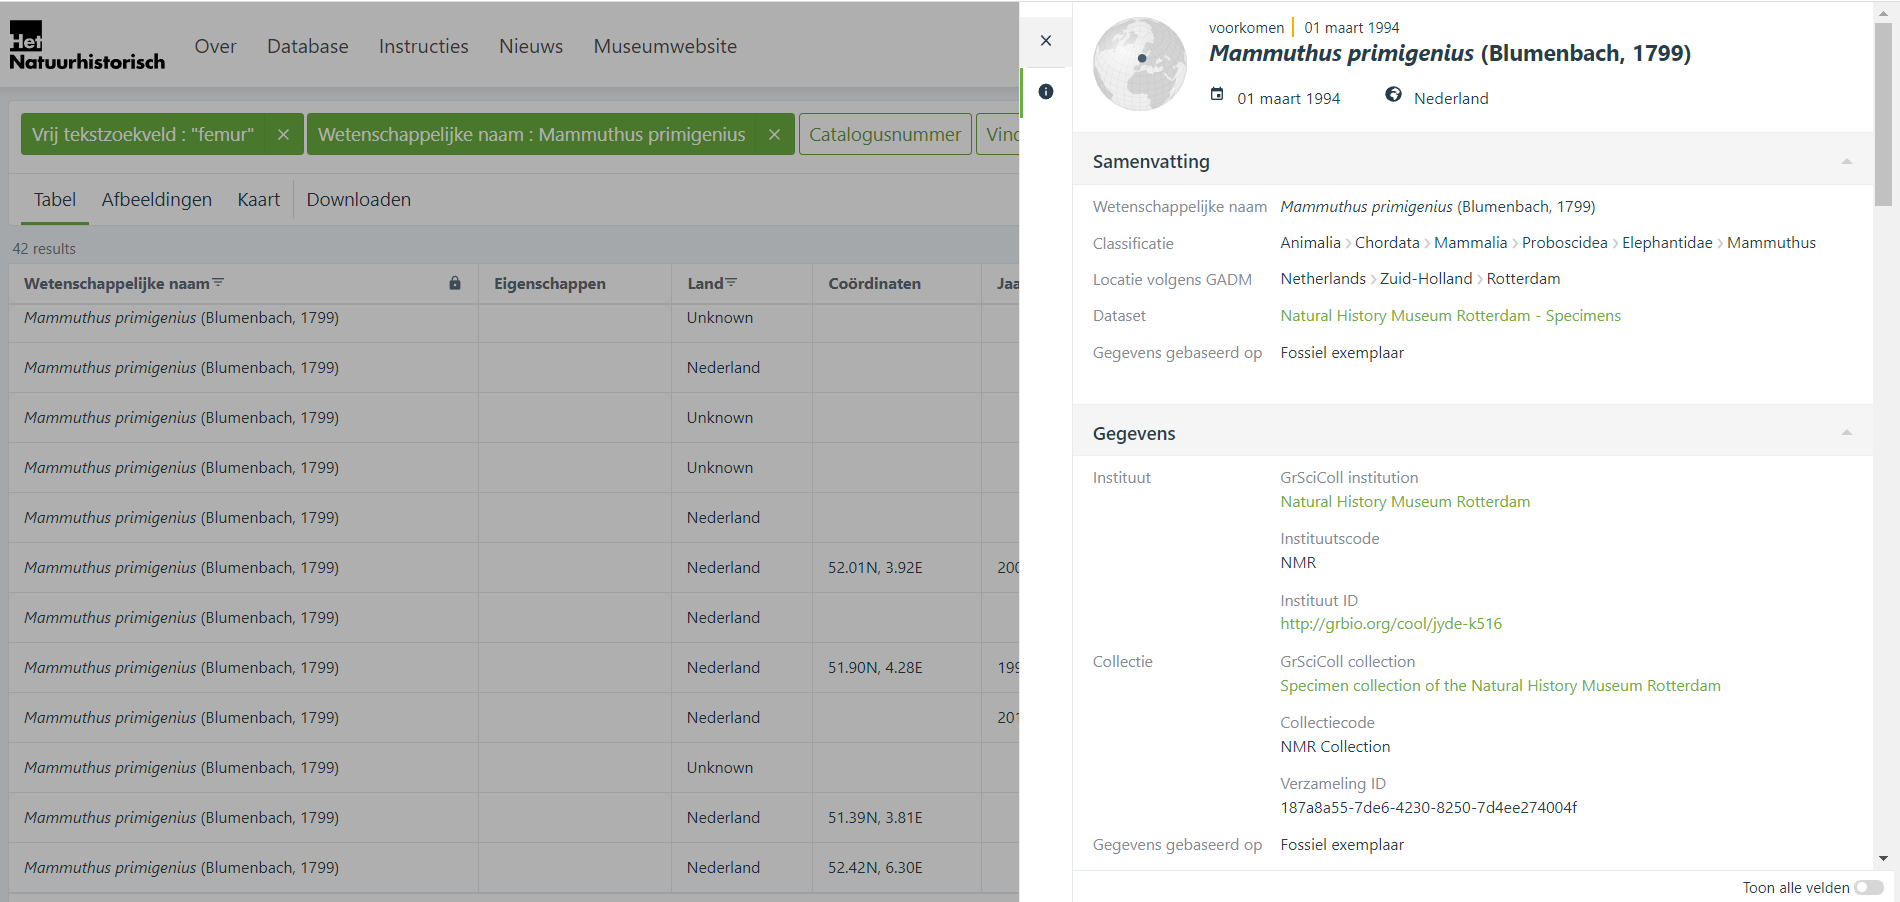 Het
Natuurhistorisch
Over Database Instructies Nieuws Museumwebsite
Vrij tekstzoekveld : "femur" × Wetenschappelijke naam : Mammuthus primigenius × Catalogusnummer Vind
Tabel Afbeeldingen Kaart Downloaden
42 results
Wetenschappelijke naam Eigenschappen Land Coördinaten Jaa
Mammuthus primigenius (Blumenbach, 1799) Unknown
Mammuthus primigenius (Blumenbach, 1799) Nederland
Mammuthus primigenius (Blumenbach, 1799) Unknown
Mammuthus primigenius (Blumenbach, 1799) Unknown
Mammuthus primigenius (Blumenbach, 1799) Nederland
Mammuthus primigenius (Blumenbach, 1799) Nederland 52.01N, 3.92E 200
Mammuthus primigenius (Blumenbach, 1799) Nederland
Mammuthus primigenius (Blumenbach, 1799) Nederland 51.90N, 4.28E 199
Mammuthus primigenius (Blumenbach, 1799) Nederland 201
Mammuthus primigenius (Blumenbach, 1799) Unknown
Mammuthus primigenius (Blumenbach, 1799) Nederland 51.39N, 3.81E
Mammuthus primigenius (Blumenbach, 1799) Nederland 52.42N, 6.30E
voorkomen 01 maart 1994
Mammuthus primigenius (Blumenbach, 1799)
01 maart 1994 Nederland
Samenvatting
Wetenschappelijke naam Mammuthus primigenius (Blumenbach, 1799)
Classificatie Animalia › Chordata › Mammalia › Proboscidea › Elephantidae › Mammuthus
Locatie volgens GADM Netherlands › Zuid-Holland › Rotterdam
Dataset Natural History Museum Rotterdam - Specimens
Gegevens gebaseerd op Fossiel exemplaar
Gegevens
Instituut GrSciColl institution
Natural History Museum Rotterdam
Instituutscode
NMR
Instituut ID
http://grbio.org/cool/jyde-k516
Collectie GrSciColl collection
Specimen collection of the Natural History Museum Rotterdam
Collectiecode
NMR Collection
Verzameling ID
187a8a55-7de6-4230-8250-7d4ee274004f
Gegevens gebaseerd op Fossiel exemplaar
Toon alle velden